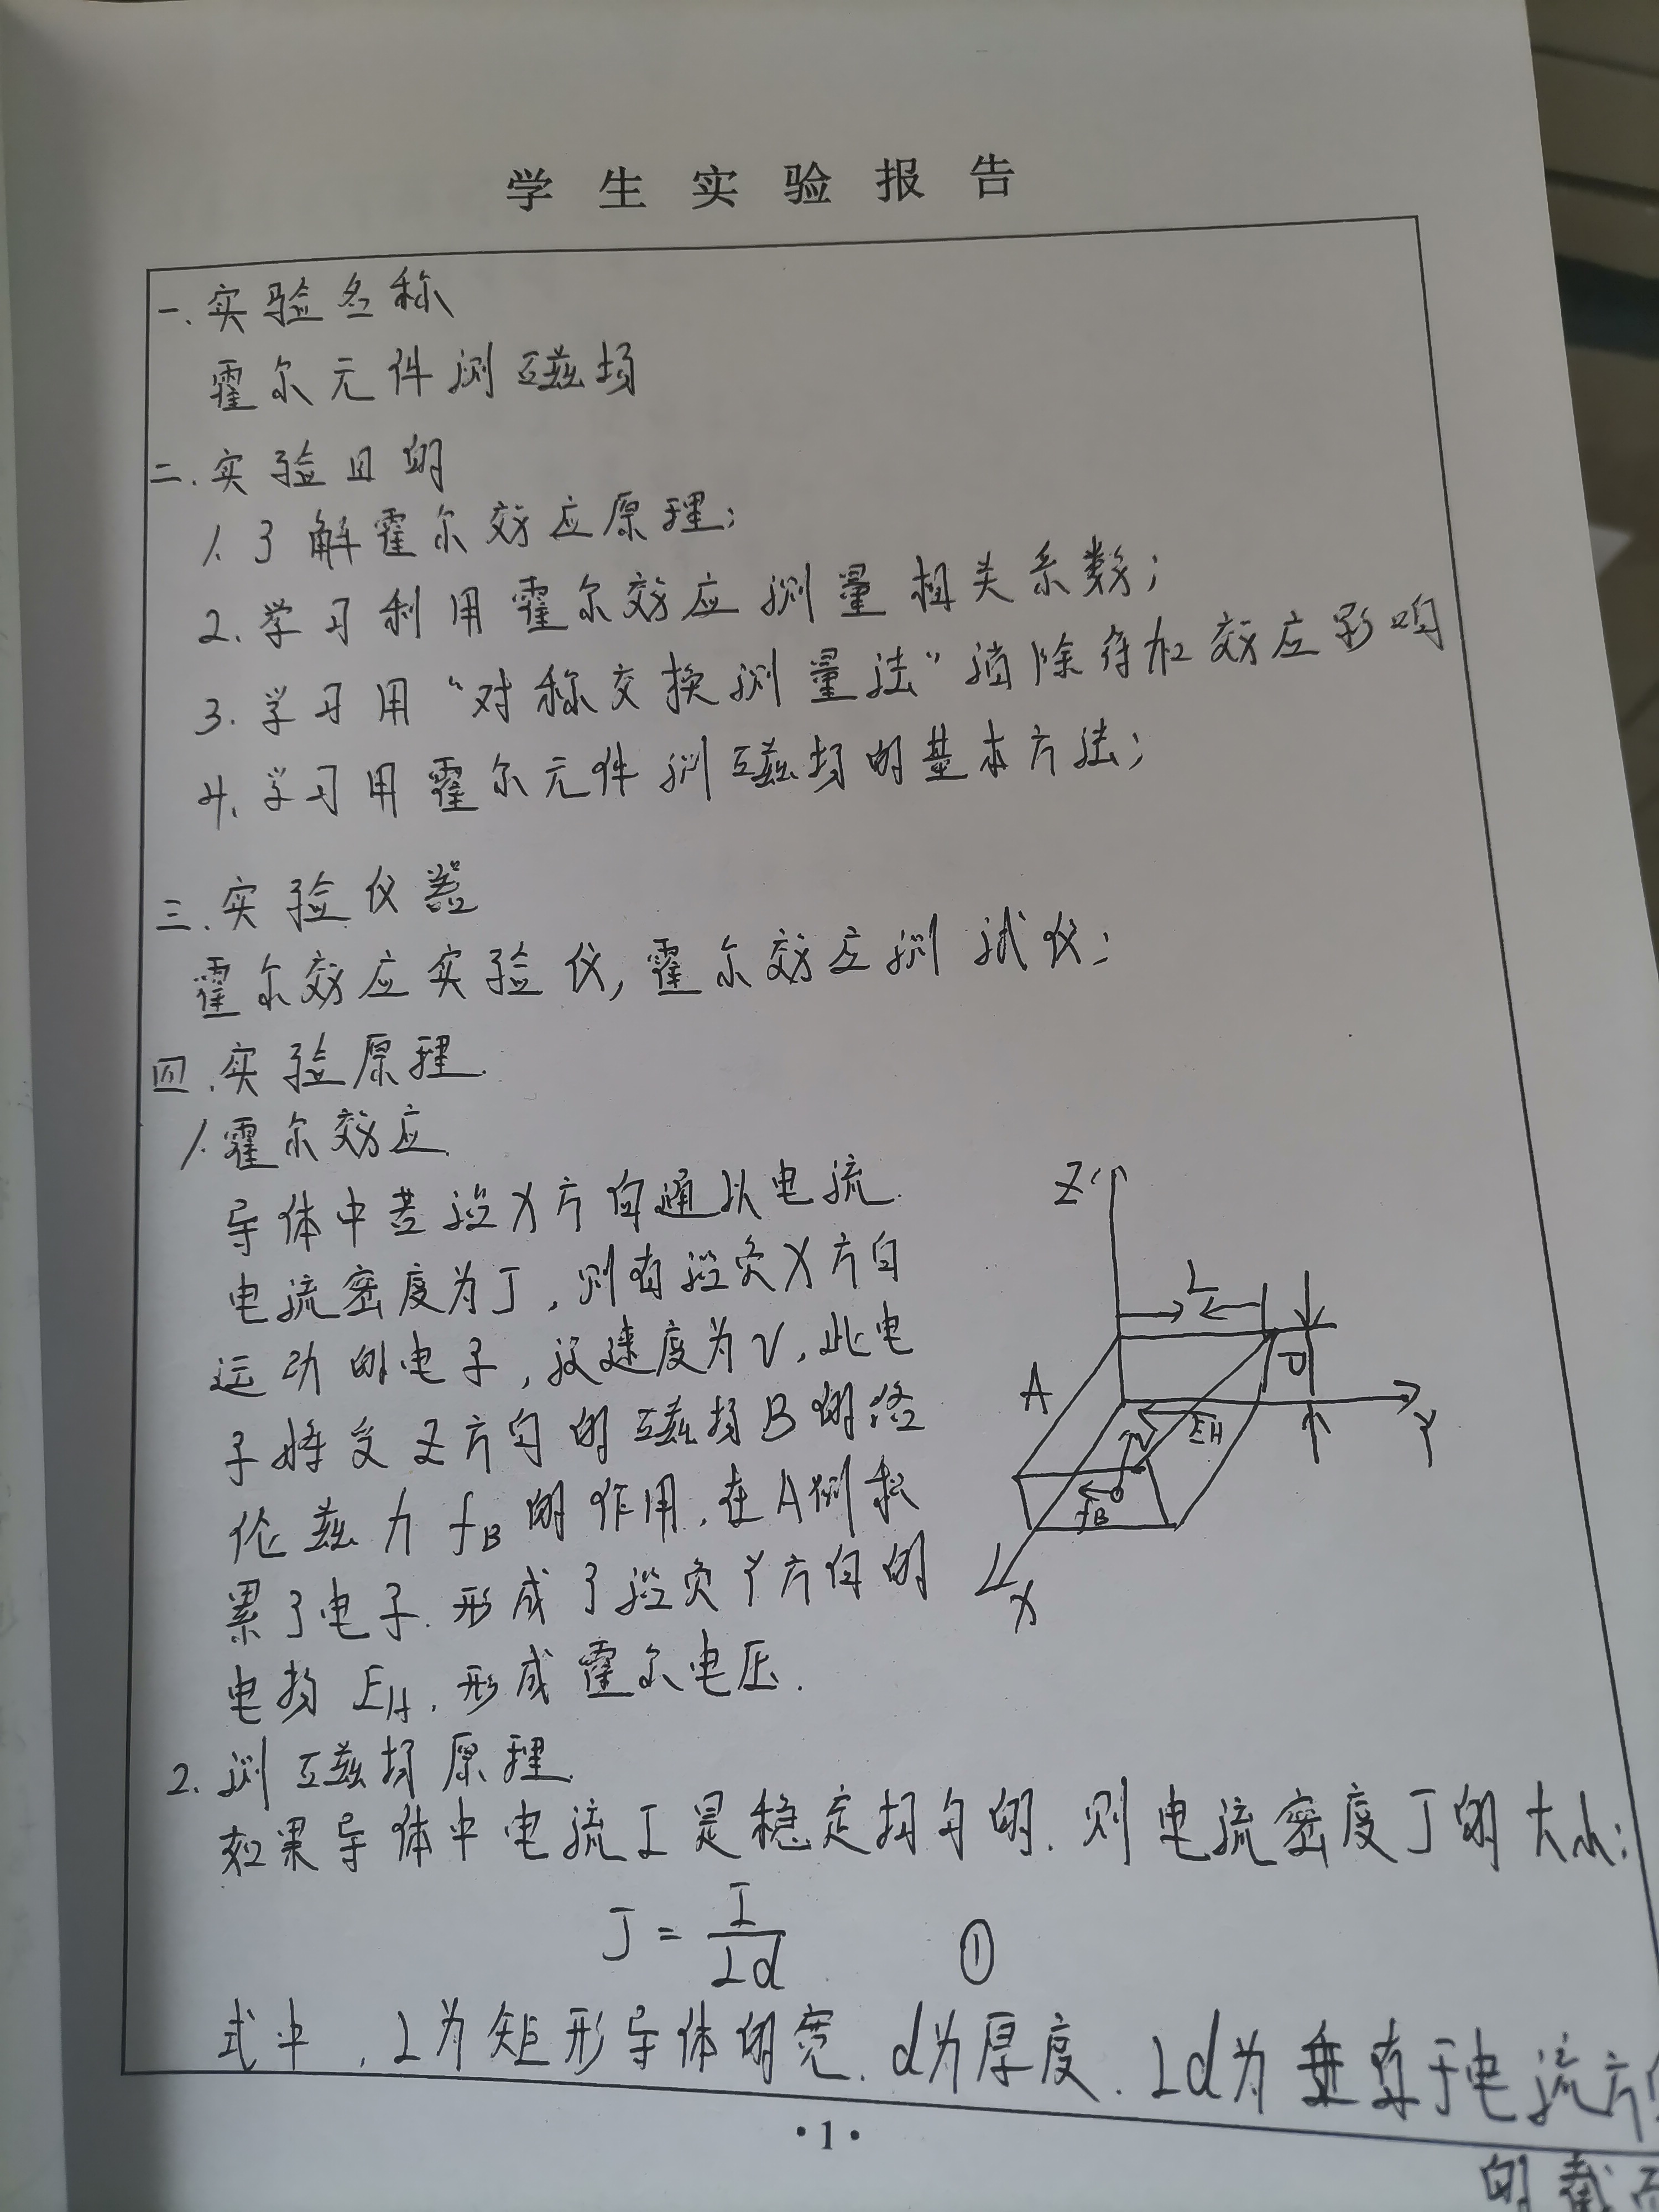 学生实验报告
一.实验名称
霍尔元件测磁场
二.实验目的
1.了解霍尔效应原理;
2.学习利用霍尔效应测量相关系数;
3.学习用“对称交换测量法”消除附加效应影响
4.学习用霍尔元件测磁场的基本方法;
三.实验仪器
霍尔效应实验仪,霍尔效应测试仪;
四.实验原理.
1.霍尔效应.
导体中若沿X方向通以电流.
电流密度为J,则有沿负X方向
运动的电子,设速度为V,此电
子将受Z方向的磁场B的洛
伦兹力fB的作用,在A侧积
累了电子.形成了沿负Y方向的
电场EH.形成霍尔电压.
Z
L
d
A
EH
Y
V
fB
X
2.测磁场原理.
如果导体中电流I是稳定均匀的.则电流密度J的大小:
J = I/Ld ①
式中,L为矩形导体的宽.d为厚度.Ld为垂直于电流方
的截
·1·